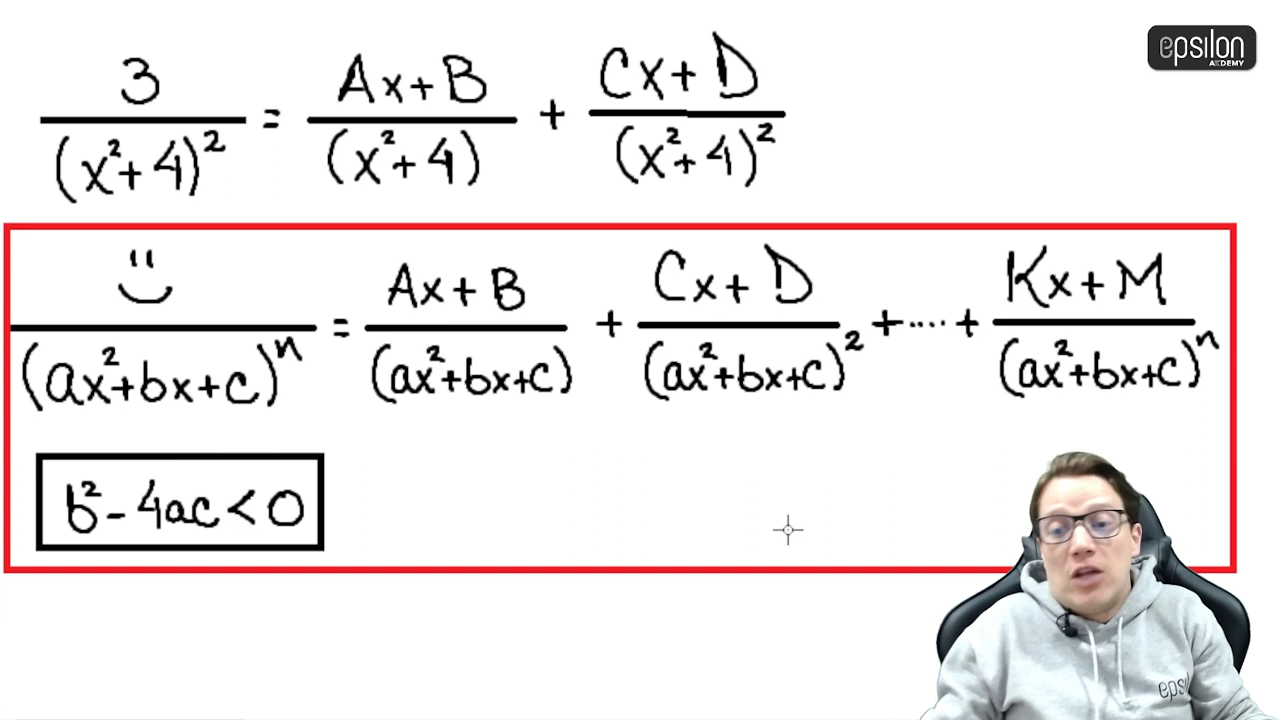 epsilon
ACADEMY
3/(x²+4)² = Ax+B/(x²+4) + Cx+D/(x²+4)²
¨⌣/(ax²+bx+c)ⁿ = Ax+B/(ax²+bx+c) + Cx+D/(ax²+bx+c)² +....+ Kx+M/(ax²+bx+c)ⁿ
b²-4ac<0
epsi